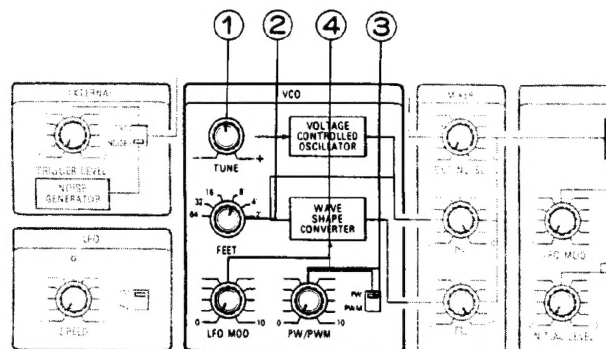 1 2 4 3
EXTERNAL
NOISE
TRIGGER LEVEL
NOISE
GENERATOR
LFO
SPEED
VCO
TUNE
- +
VOLTAGE
CONTROLLED
OSCILLATOR
64 32 16 8' 4' 2'
FEET
WAVE
SHAPE
CONVERTER
0 10
LFO MOD
0 10
PW/PWM
PW
PWM
MIXER
LFO MOD
INITIAL LEVEL